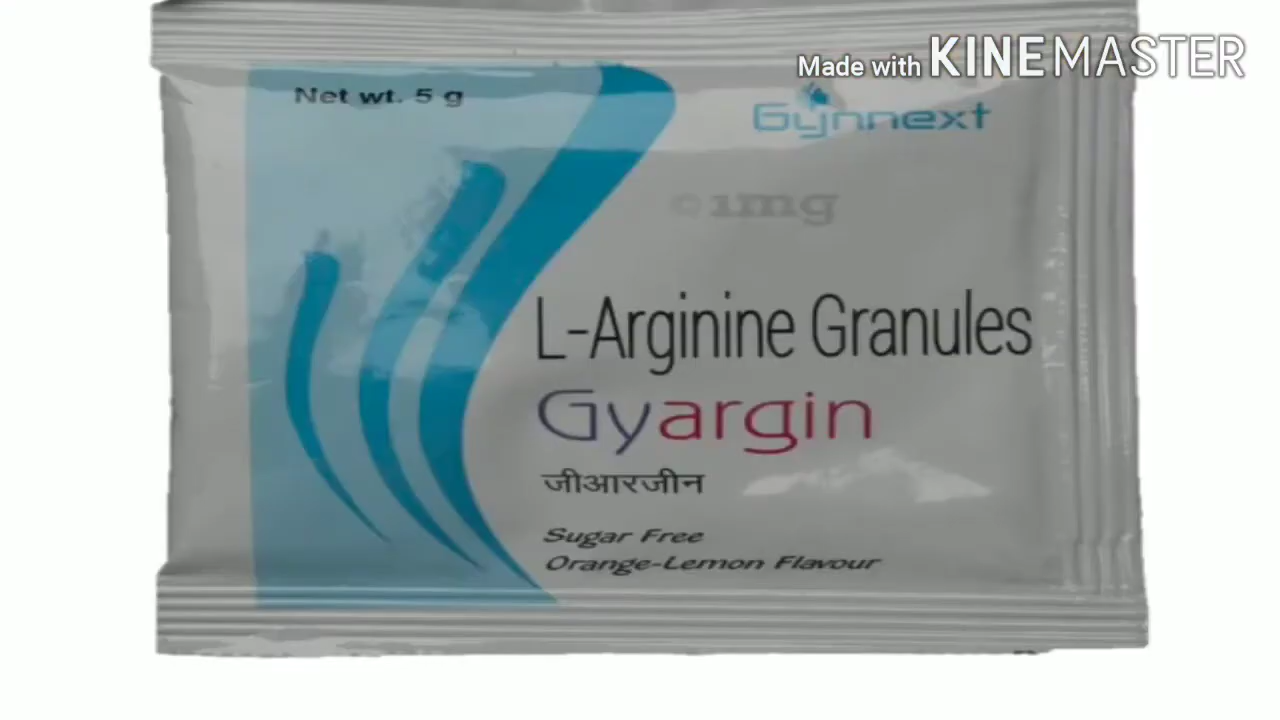 Made with KINEMASTER
Net wt. 5 g
Gynnext
1mg
L-Arginine Granules
Gyargin
जीआरजीन
Sugar Free
Orange-Lemon Flavour